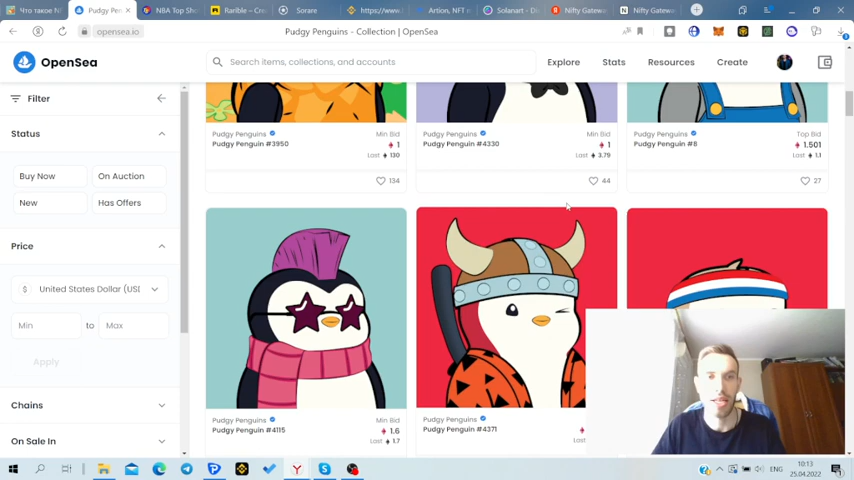 Что такое NF
Pudgy Pen
NBA Top Sho
Rarible – Cre
Sorare
https://www.
Artion, NFT m
Solanart - Di
Nifty Gatewa
Nifty Gatewa
opensea.io
Pudgy Penguins - Collection | OpenSea
OpenSea
Search items, collections, and accounts
Explore
Stats
Resources
Create
Filter
Status
Buy Now
On Auction
New
Has Offers
Price
$ United States Dollar (USD
Min
to
Max
Apply
Chains
On Sale In
Pudgy Penguins
Min Bid
Pudgy Penguin #3950
1
Last 130
134
Pudgy Penguins
Min Bid
Pudgy Penguin #4330
1
Last 3.79
44
Pudgy Penguins
Top Bid
Pudgy Penguin #8
1.501
Last 1.1
27
Pudgy Penguins
Min Bid
Pudgy Penguin #4115
1.6
Last 1.7
Pudgy Penguins
Pudgy Penguin #4371
Last
ENG
10:13
25.04.2022